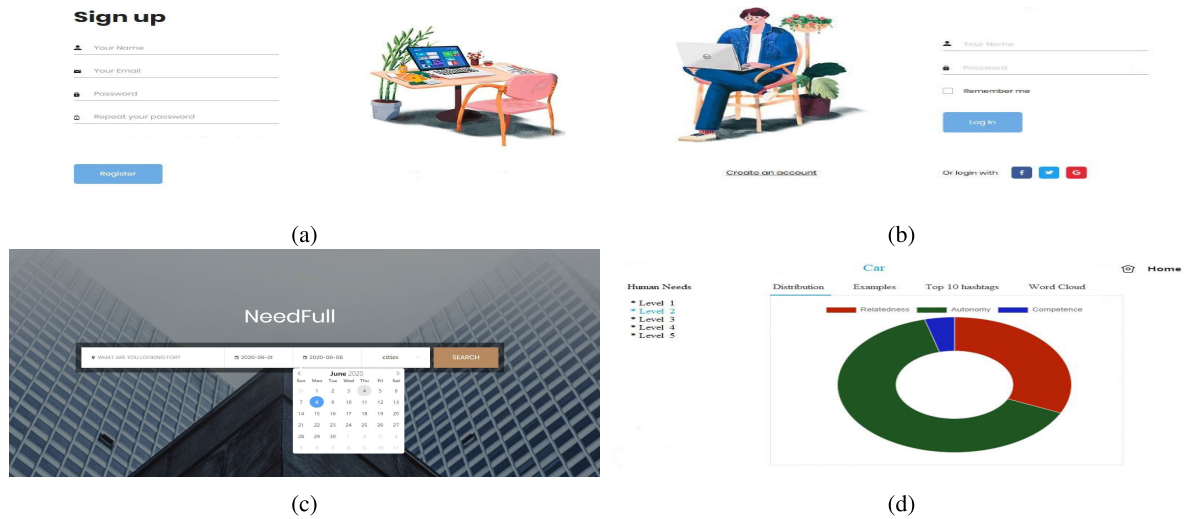 Sign up
Your Name
Your Email
Password
Repeat your password
Register
(a)
Your Name
Password
Remember me
Log in
Create an account
Or login with f G
(b)
NeedFull
WHAT ARE YOU LOOKING FOR? 2020-06-01 2020-06-08 cities SEARCH
June 2020
Sun Mon Tue Wed Thu Fri Sat
31 1 2 3 4 5 6
7 8 9 10 11 12 13
14 15 16 17 18 19 20
21 22 23 24 25 26 27
28 29 30 1 2 3 4
5 6 7 8 9 10 11
(c)
Car
Home
Human Needs
* Level 1
* Level 2
* Level 3
* Level 4
* Level 5
Distribution Examples Top 10 hashtags Word Cloud
Relatedness Autonomy Competence
(d)